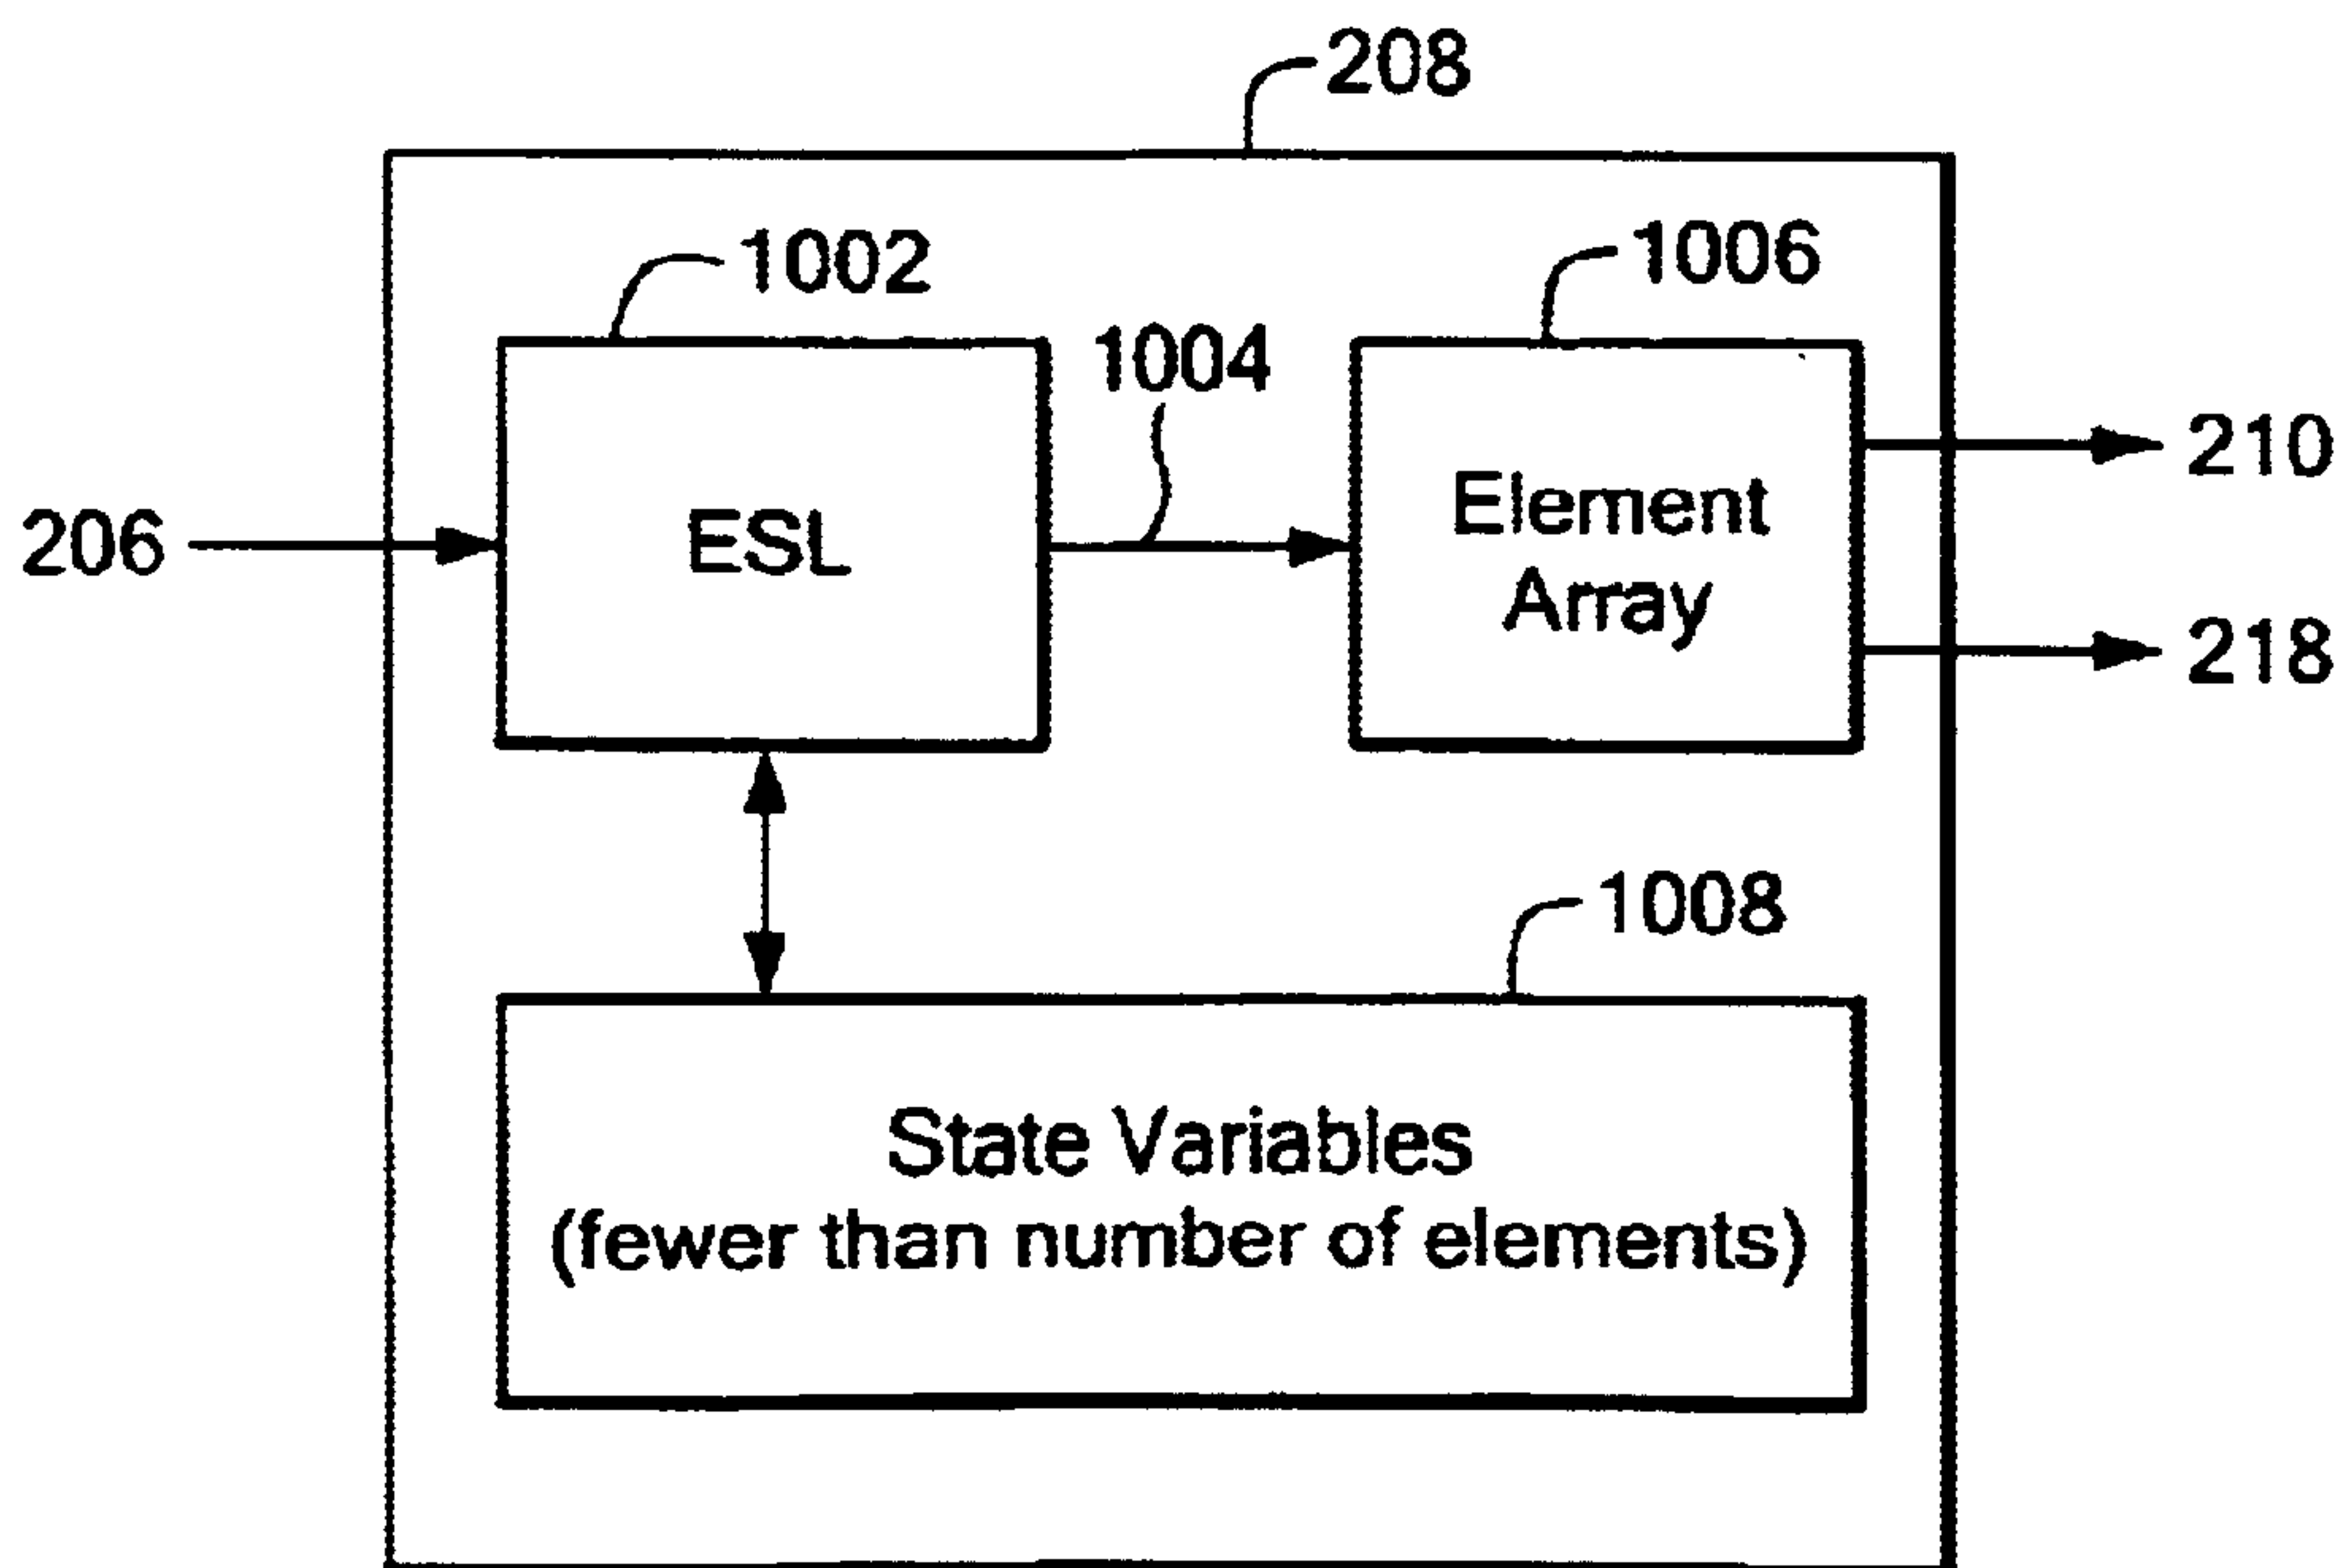 208
1002
1006
1004
210
206
ESL
Element
Array
218
1008
State Variables
(fewer than number of elements)